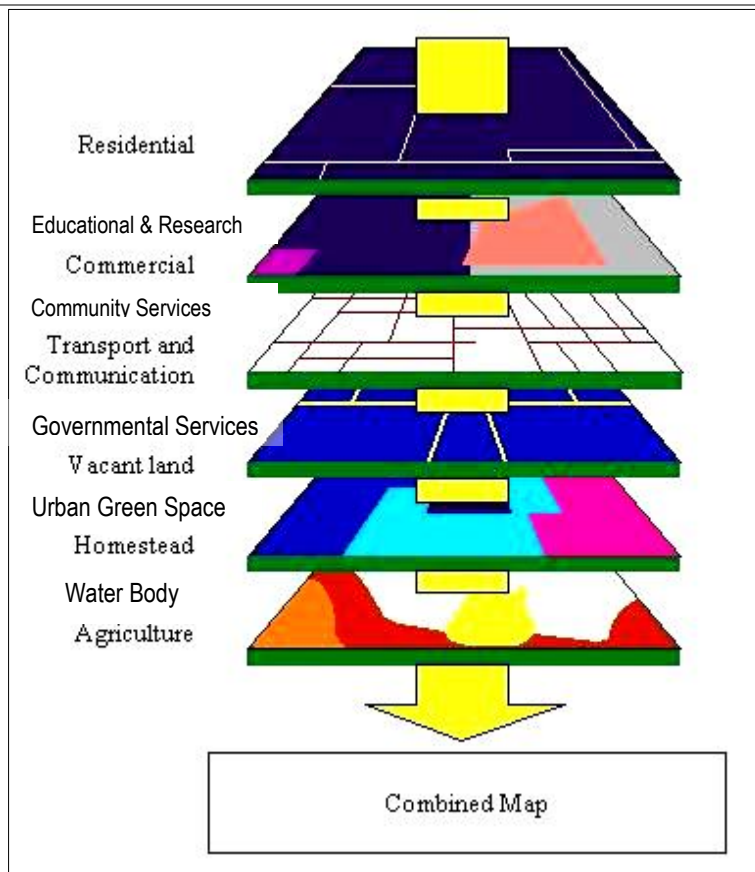 Residential
Educational & Research
Commercial
Community Services
Transport and
Communication
Governmental Services
Vacant land
Urban Green Space
Homestead
Water Body
Agriculture
Combined Map